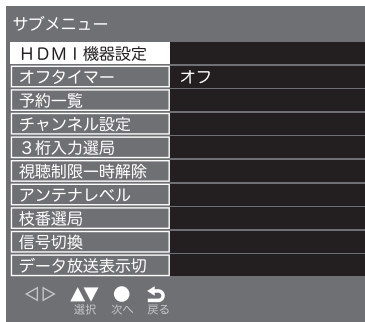 サブメニュー
ＨＤＭＩ機器設定
オフタイマー オフ
予約一覧
チャンネル設定
３桁入力選局
視聴制限一時解除
アンテナレベル
枝番選局
信号切換
データ放送表示切
選択 次へ 戻る